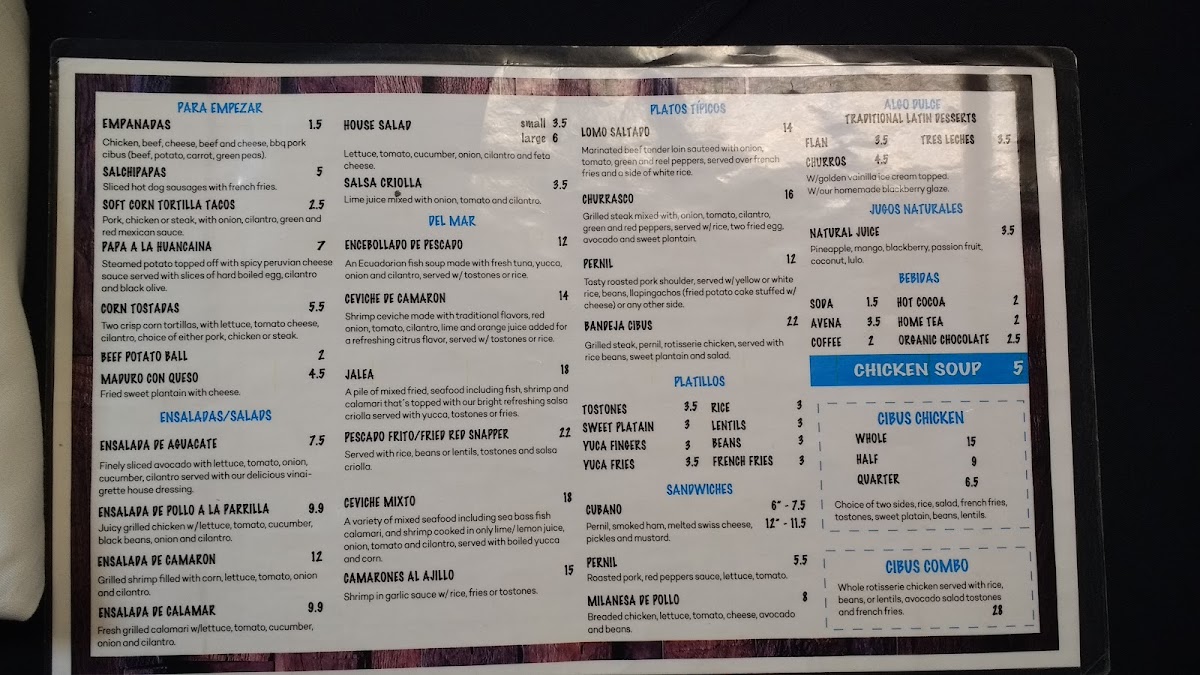 PARA EMPEZAR
EMPANADAS 1.5
Chicken, beef, cheese, beef and cheese, bbq pork
cibus (beef, potato, carrot, green peas).
SALCHIPAPAS 5
Sliced hot dog sausages with french fries.
SOFT CORN TORTILLA TACOS 2.5
Pork, chicken or steak, with onion, cilantro, green and
red mexican sauce.
PAPA A LA HUANCAINA 7
Steamed potato topped off with spicy peruvian cheese
sauce served with slices of hard boiled egg, cilantro
and black olive.
CORN TOSTADAS 5.5
Two crisp corn tortillas, with lettuce, tomato, cheese,
cilantro, choice of either pork, chicken or steak.
BEEF POTATO BALL 2
MADURO CON QUESO 4.5
Fried sweet plantain with cheese.
ENSALADAS/SALADS
ENSALADA DE AGUACATE 7.5
Finely sliced avocado with lettuce, tomato, onion,
cucumber, cilantro served with our delicious vinai-
grette house dressing.
ENSALADA DE POLLO A LA PARRILLA 9.9
Juicy grilled chicken w/lettuce, tomato, cucumber,
black beans, onion and cilantro.
ENSALADA DE CAMARON 12
Grilled shrimp filled with corn, lettuce, tomato, onion
and cilantro.
ENSALADA DE CALAMAR 9.9
Fresh grilled calamari w/lettuce, tomato, cucumber,
onion and cilantro.
HOUSE SALAD small 3.5
large 6
Lettuce, tomato, cucumber, onion, cilantro and feta
cheese.
SALSA CRIOLLA 3.5
Lime juice mixed with onion, tomato and cilantro.
DEL MAR
ENCEBOLLADO DE PESCADO 12
An Ecuadorian fish soup made with fresh tuna, yucca,
onion and cilantro, served w/ tostones or rice.
CEVICHE DE CAMARON 14
Shrimp ceviche made with traditional flavors, red
onion, tomato, cilantro, lime and orange juice added for
a refreshing citrus flavor, served w/ tostones or rice.
JALEA 18
A pile of mixed fried, seafood including fish, shrimp and
calamari that´s topped with our bright refreshing salsa
criolla served with yucca, tostones or fries.
PESCADO FRITO/FRIED RED SNAPPER 22
Served with rice, beans or lentils, tostones and salsa
criolla.
CEVICHE MIXTO 18
A variety of mixed seafood including sea bass fish
calamari, and shrimp cooked in only lime/ lemon juice,
onion, tomato and cilantro, served with boiled yucca
and corn.
CAMARONES AL AJILLO 15
Shrimp in garlic sauce w/ rice, fries or tostones.
PLATOS TÍPICOS
LOMO SALTADO 14
Marinated beef tender loin sauteed with onion,
tomato, green and reel peppers, served over french
fries and a side of white rice.
CHURRASCO 16
Grilled steak mixed with, onion, tomato, cilantro,
green and red peppers, served w/ rice, two fried egg,
avocado and sweet plantain.
PERNIL 12
Tasty roasted pork shoulder, served w/ yellow or white
rice, beans, llapingachos (fried potato cake stuffed w/
cheese) or any other side.
BANDEJA CIBUS 22
Grilled steak, pernil, rotisserie chicken, served with
rice beans, sweet plantain and salad.
PLATILLOS
TOSTONES 3.5 RICE 3
SWEET PLATAIN 3 LENTILS 3
YUCA FINGERS 3 BEANS 3
YUCA FRIES 3.5 FRENCH FRIES 3
SANDWICHES
CUBANO 6" - 7.5
Pernil, smoked ham, melted swiss cheese, 12" - 11.5
pickles and mustard.
PERNIL 5.5
Roasted pork, red peppers sauce, lettuce, tomato.
MILANESA DE POLLO 8
Breaded chicken, lettuce, tomato, cheese, avocado
and beans.
ALGO DULCE
TRADITIONAL LATIN DESSERTS
FLAN 3.5 TRES LECHES 3.5
CHURROS 4.5
W/golden vainilla ice cream topped.
W/our homemade blackberry glaze.
JUGOS NATURALES
NATURAL JUICE 3.5
Pineapple, mango, blackberry, passion fruit,
coconut, lulo.
BEBIDAS
SODA 1.5 HOT COCOA 2
AVENA 3.5 HOME TEA 2
COFFEE 2 ORGANIC CHOCOLATE 2.5
CHICKEN SOUP 5
CIBUS CHICKEN
WHOLE 15
HALF 9
QUARTER 6.5
Choice of two sides, rice, salad, french fries,
tostones, sweet platain, beans, lentils.
CIBUS COMBO
Whole rotisserie chicken served with rice,
beans, or lentils, avocado salad tostones
and french fries. 28